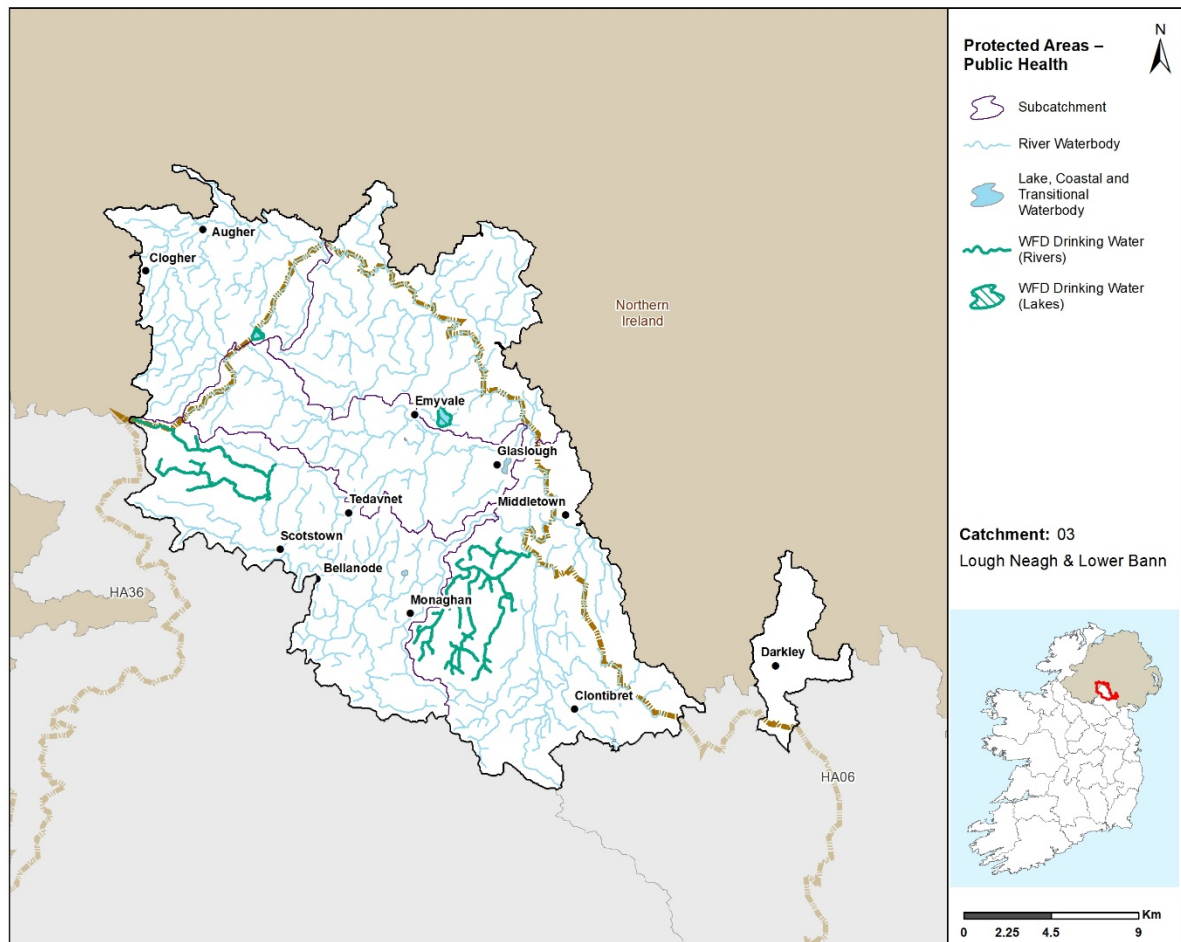 Augher
Clogher
Northern
Ireland
Emyvale
Glaslough
Tedavnet
Middletown
Scotstown
Bellanode
HA36
Monaghan
Darkley
Clontibret
HA06
Protected Areas –
Public Health
N
Subcatchment
River Waterbody
Lake, Coastal and
Transitional
Waterbody
WFD Drinking Water
(Rivers)
WFD Drinking Water
(Lakes)
Catchment: 03
Lough Neagh & Lower Bann
Km
0 2.25 4.5 9